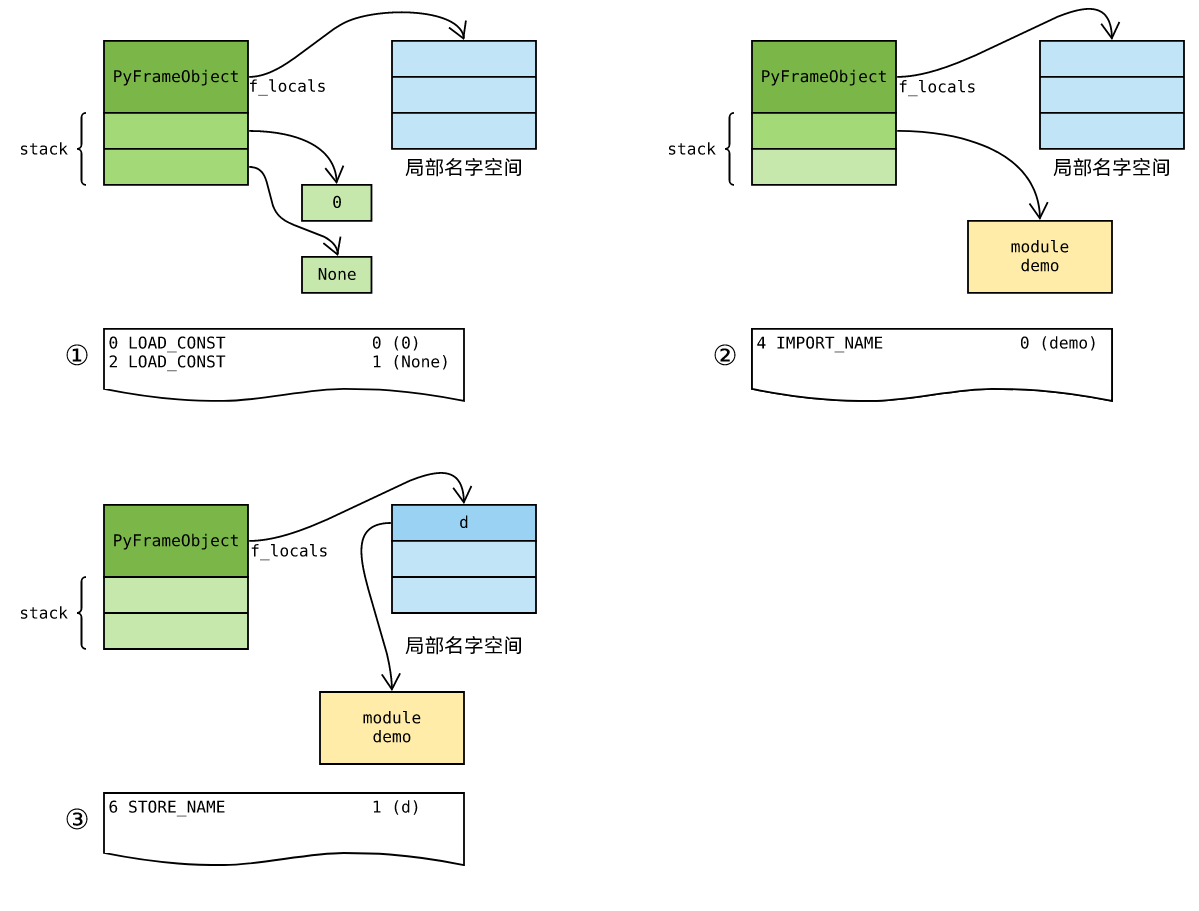 PyFrameObject
f_locals
stack
局部名字空间
0
None
①
0 LOAD_CONST 0 (0)
2 LOAD_CONST 1 (None)
PyFrameObject
f_locals
stack
局部名字空间
module
demo
②
4 IMPORT_NAME 0 (demo)
PyFrameObject
d
f_locals
stack
局部名字空间
module
demo
③
6 STORE_NAME 1 (d)